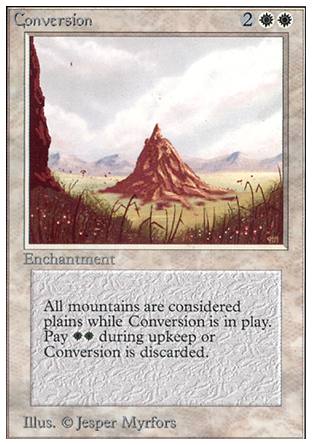 Conversion 2
Enchantment
All mountains are considered
plains while Conversion is in play.
Pay during upkeep or
Conversion is discarded.
Illus. © Jesper Myrfors